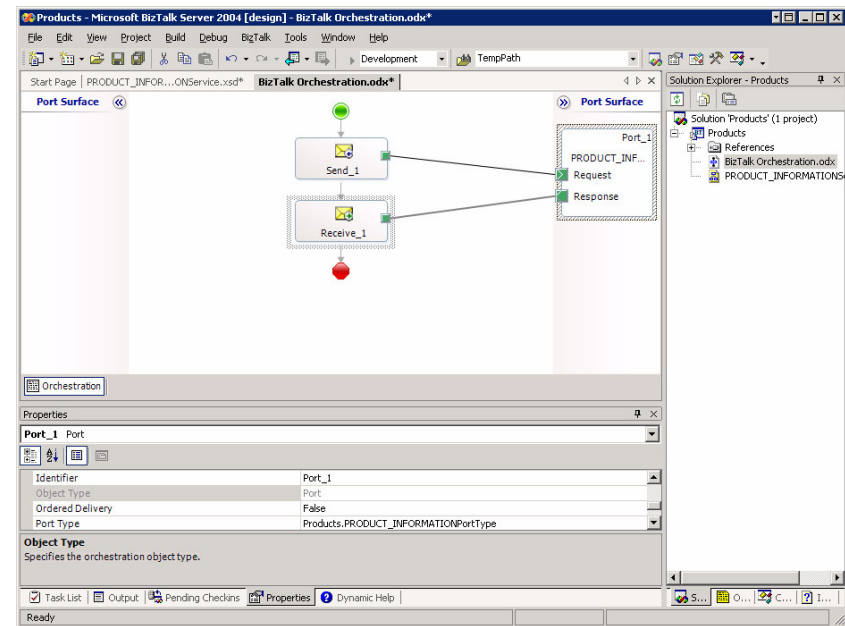 Products - Microsoft BizTalk Server 2004 [design] - BizTalk Orchestration.odx*
File Edit View Project Build Debug BizTalk Tools Window Help
Development TempPath
Start Page PRODUCT_INFOR...ONService.xsd* BizTalk Orchestration.odx*
Solution Explorer - Products
Port Surface
Port Surface
Solution 'Products' (1 project)
Products
References
BizTalk Orchestration.odx
PRODUCT_INFORMATIONS
Port_1
PRODUCT_INF...
Request
Response
Send_1
Receive_1
Orchestration
Properties
Port_1 Port
Identifier Port_1
Object Type Port
Ordered Delivery False
Port Type Products.PRODUCT_INFORMATIONPortType
Object Type
Specifies the orchestration object type.
Task List Output Pending Checkins Properties Dynamic Help
S... O... C... I...
Ready